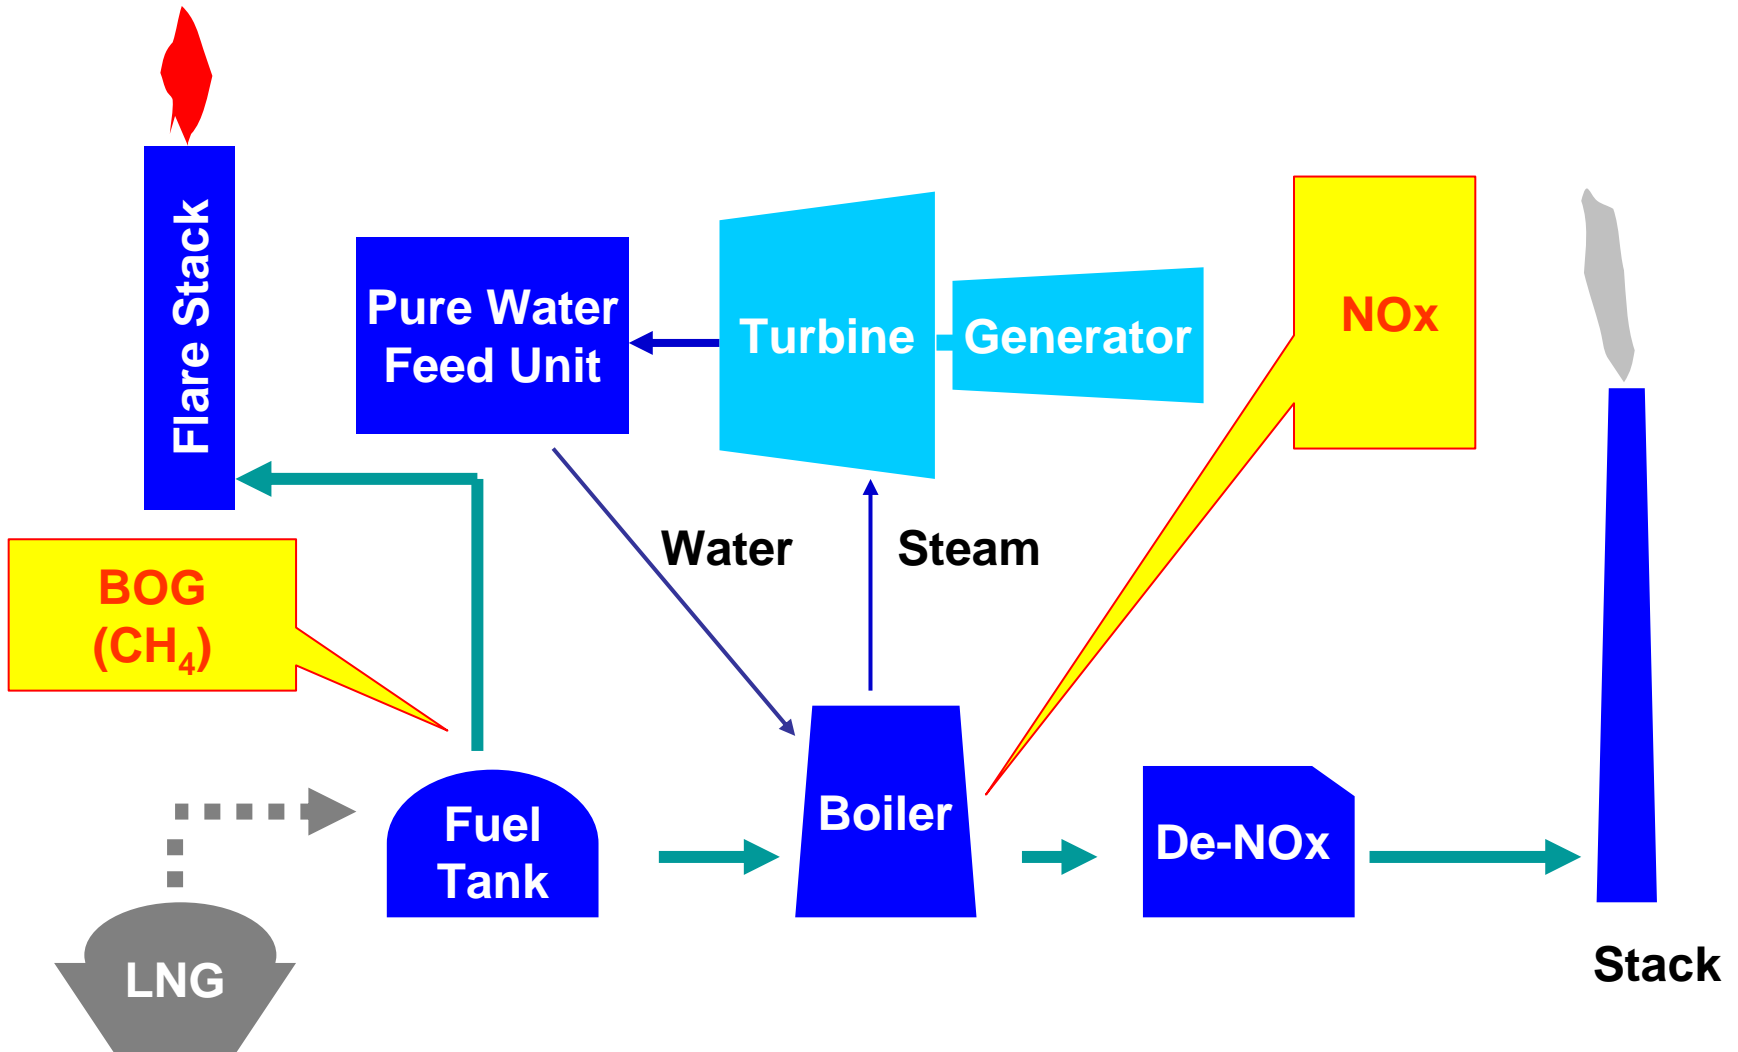 Flare Stack
Pure Water
Feed Unit
Turbine
Generator
NOx
Water
Steam
BOG
(CH₄)
Fuel
Tank
Boiler
De-NOx
LNG
Stack